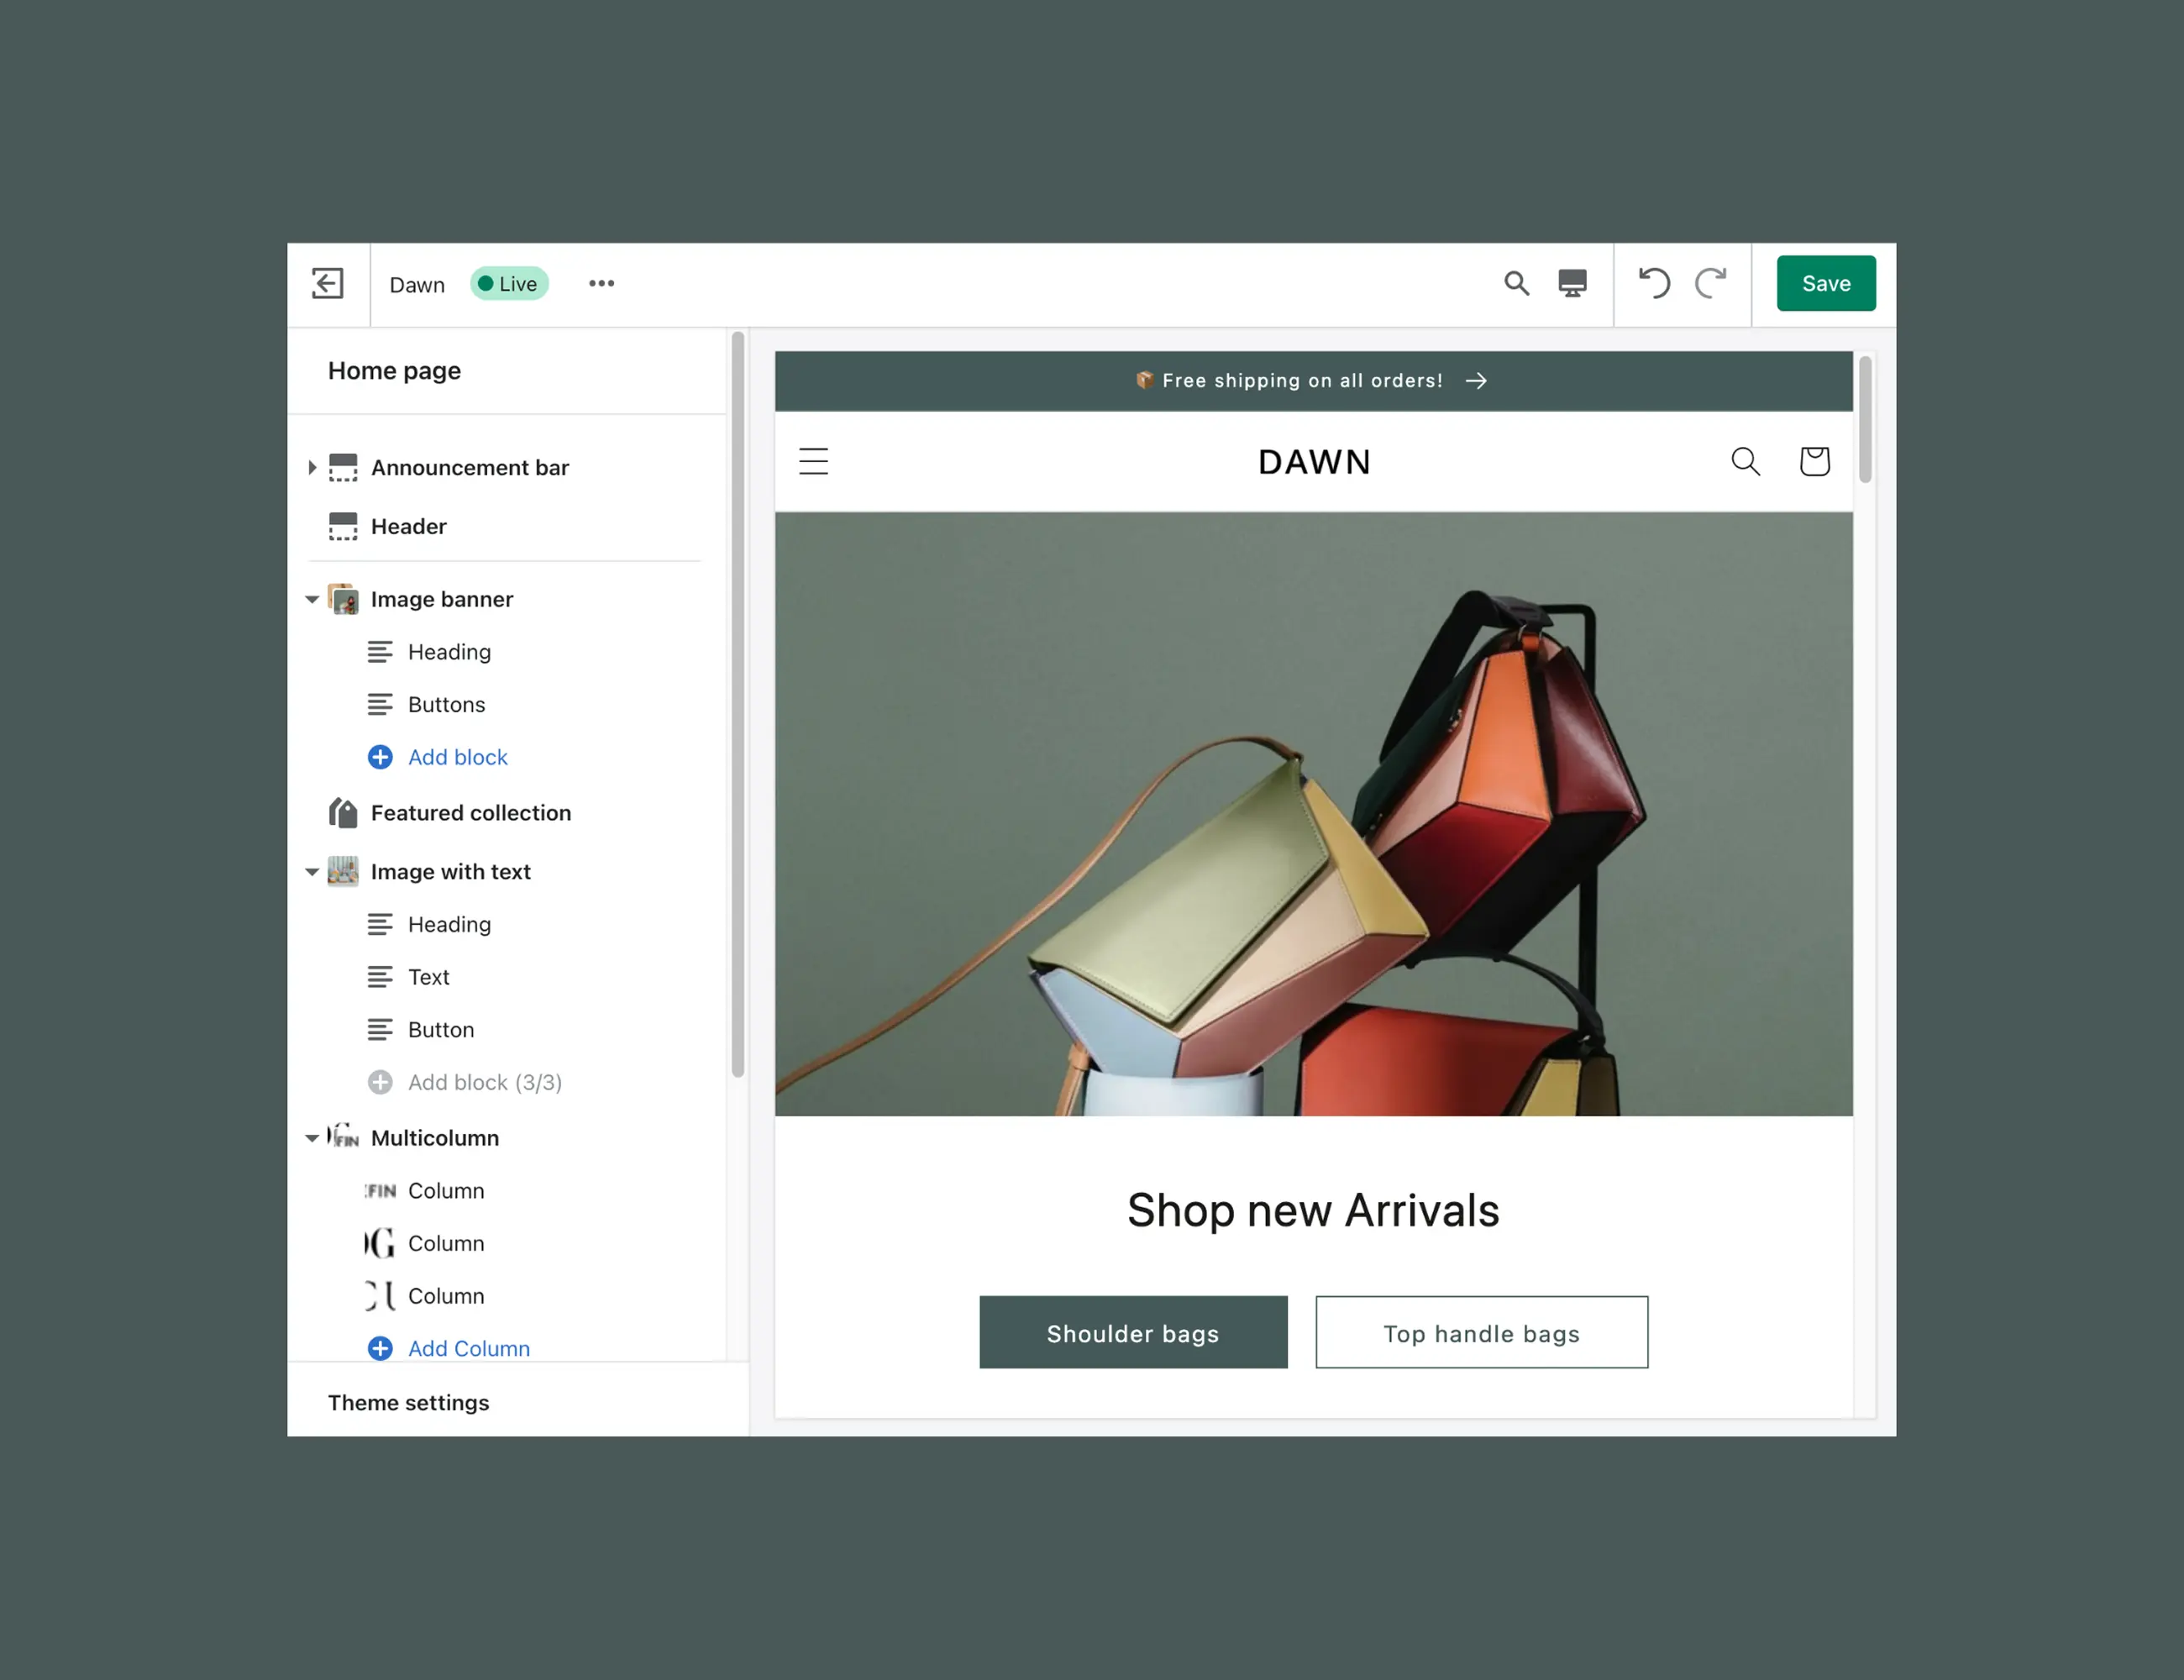 Dawn
Live
Save
Home page
Announcement bar
Header
Image banner
Heading
Buttons
Add block
Featured collection
Image with text
Heading
Text
Button
Add block (3/3)
Multicolumn
Column
Column
Column
Add Column
Theme settings
📦 Free shipping on all orders! →
DAWN
Shop new Arrivals
Shoulder bags
Top handle bags